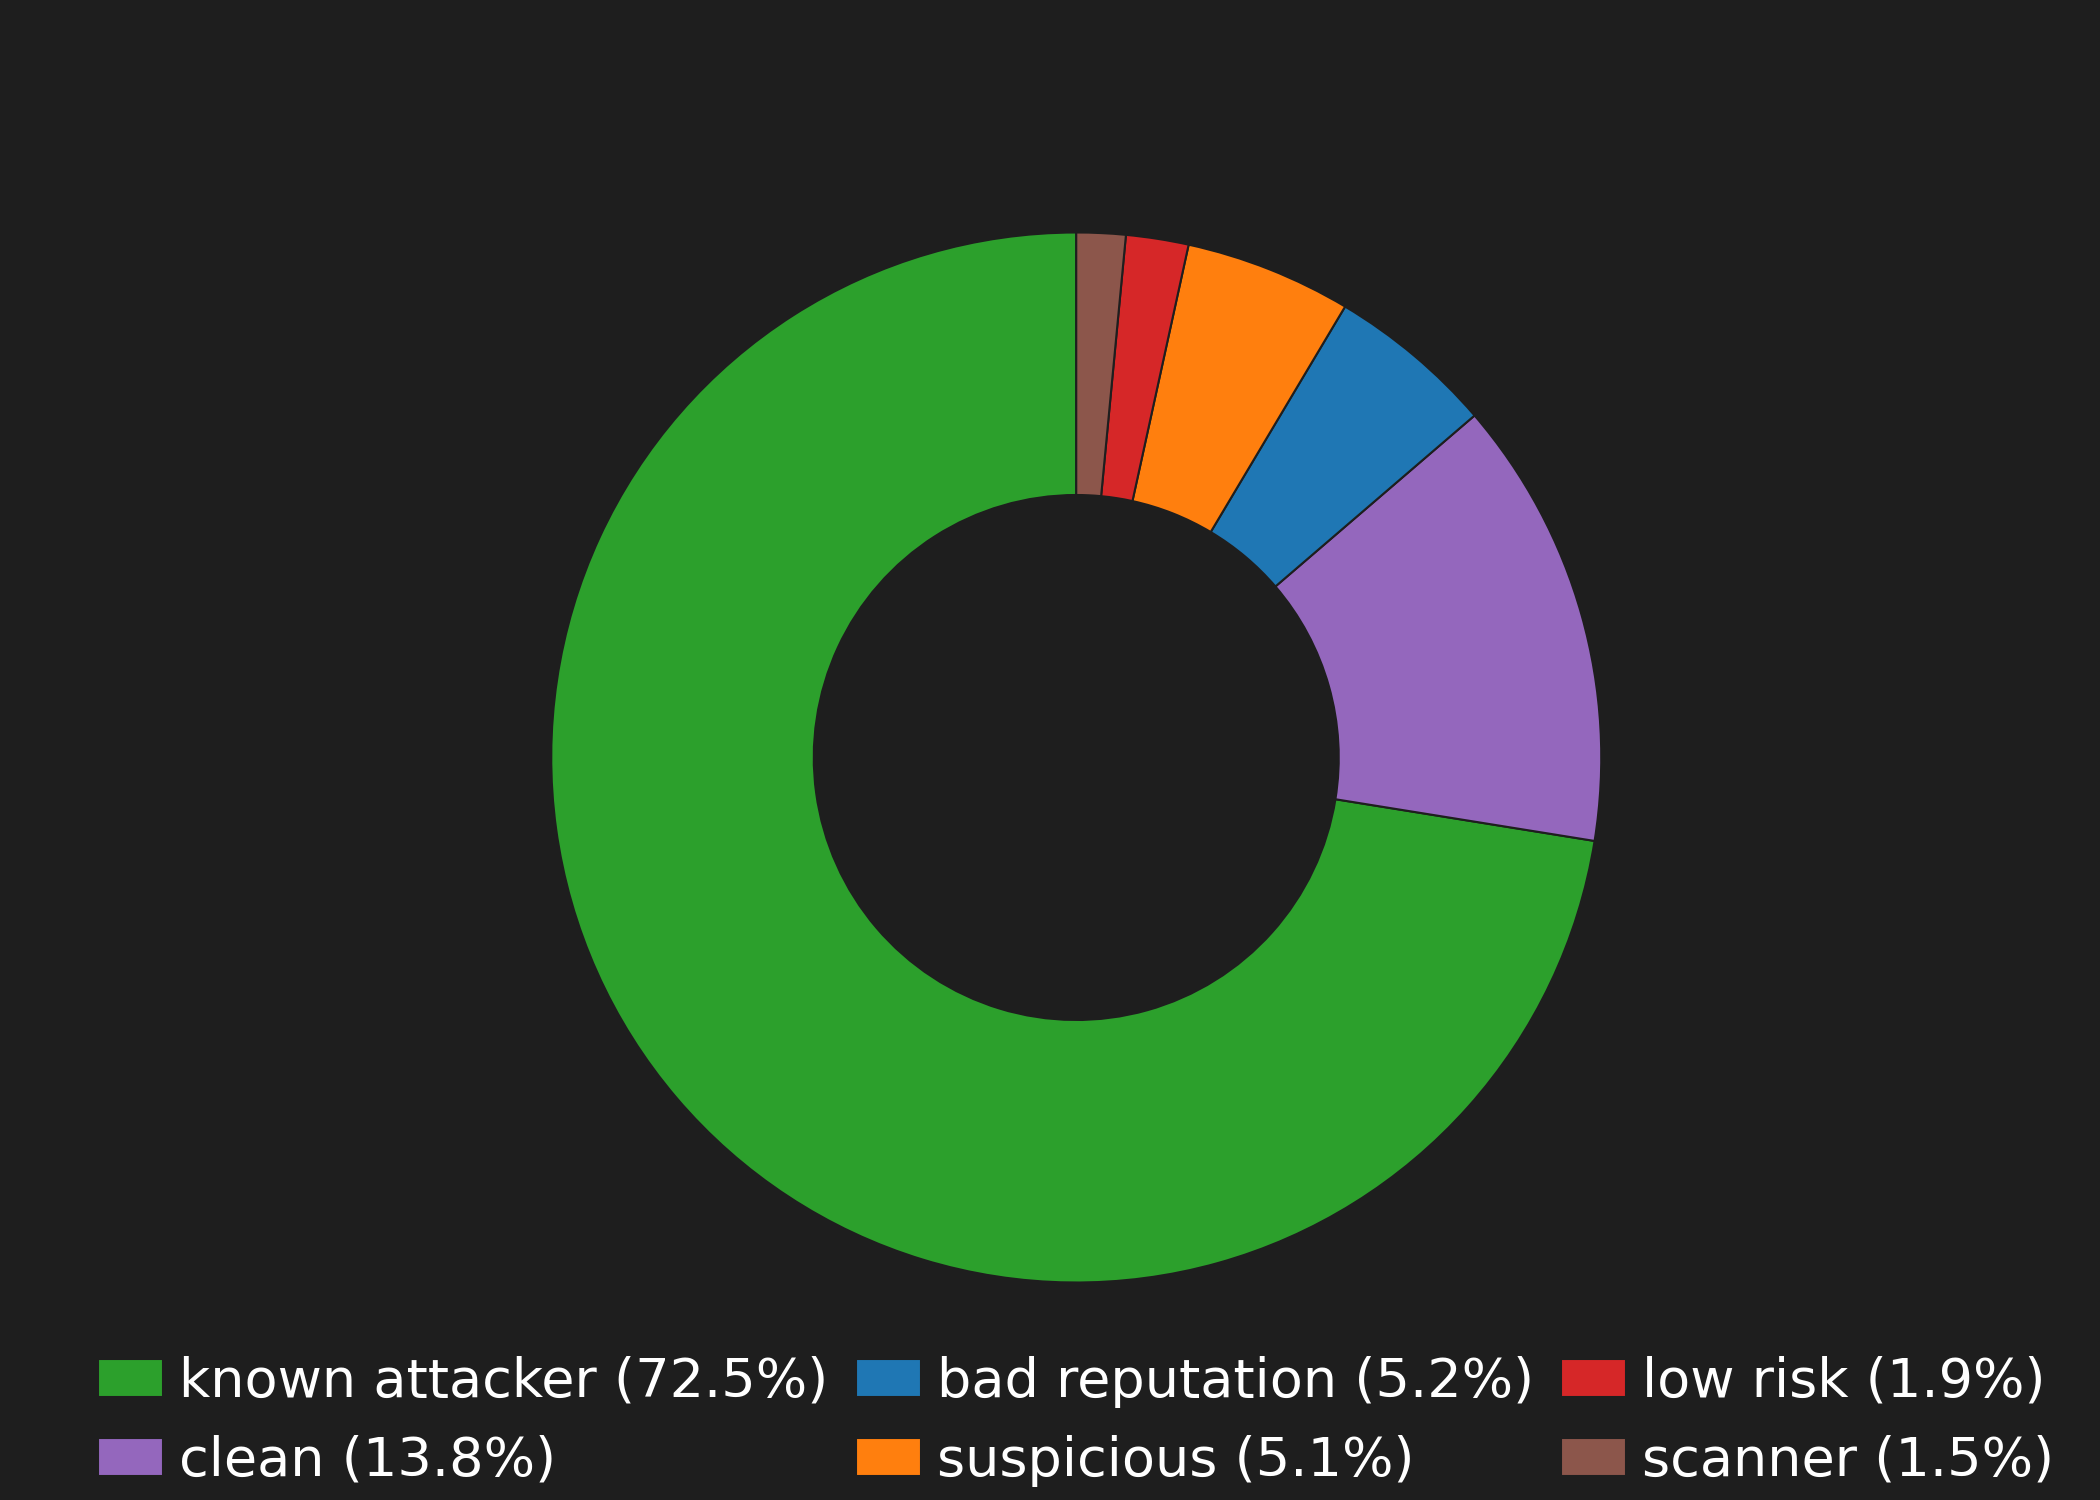 known attacker (72.5%)
clean (13.8%)
bad reputation (5.2%)
suspicious (5.1%)
low risk (1.9%)
scanner (1.5%)